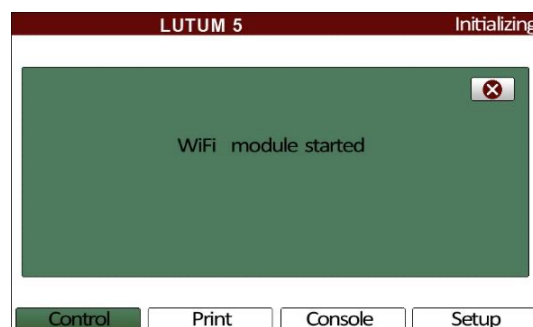 LUTUM 5 Initializing
WiFi module started
Control Print Console Setup